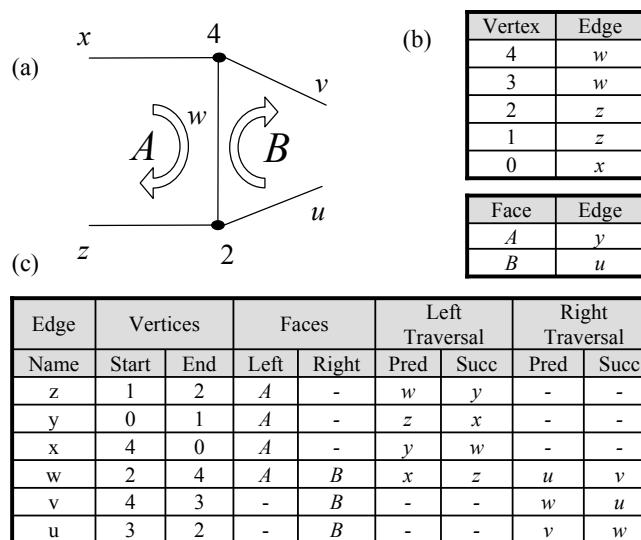 (a)
x
4
v
w
A
B
z
2
u
(b)
Vertex Edge
4 w
3 w
2 z
1 z
0 x
Face Edge
A y
B u
(c)
Edge Vertices Faces Left Traversal Right Traversal
Name Start End Left Right Pred Succ Pred Succ
z 1 2 A - w y - -
y 0 1 A - z x - -
x 4 0 A - y w - -
w 2 4 A B x z u v
v 4 3 - B - - w u
u 3 2 - B - - v w